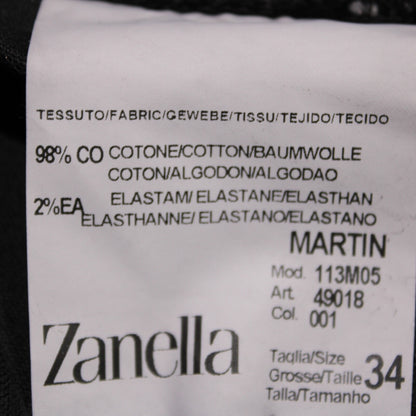 TESSUTO/FABRIC/GEWEBE/TISSU/TEJIDO/TECIDO
98% CO COTONE/COTTON/BAUMWOLLE
COTON/ALGODON/ALGODAO
2%EA ELASTAM/ELASTANE/ELASTHAN
ELASTHANNE/ELASTANO/ELASTANO
MARTIN
Mod. 113M05
Art. 49018
Col. 001
Zanella
Taglia/Size
Grosse/Taille 34
Talla/Tamanho